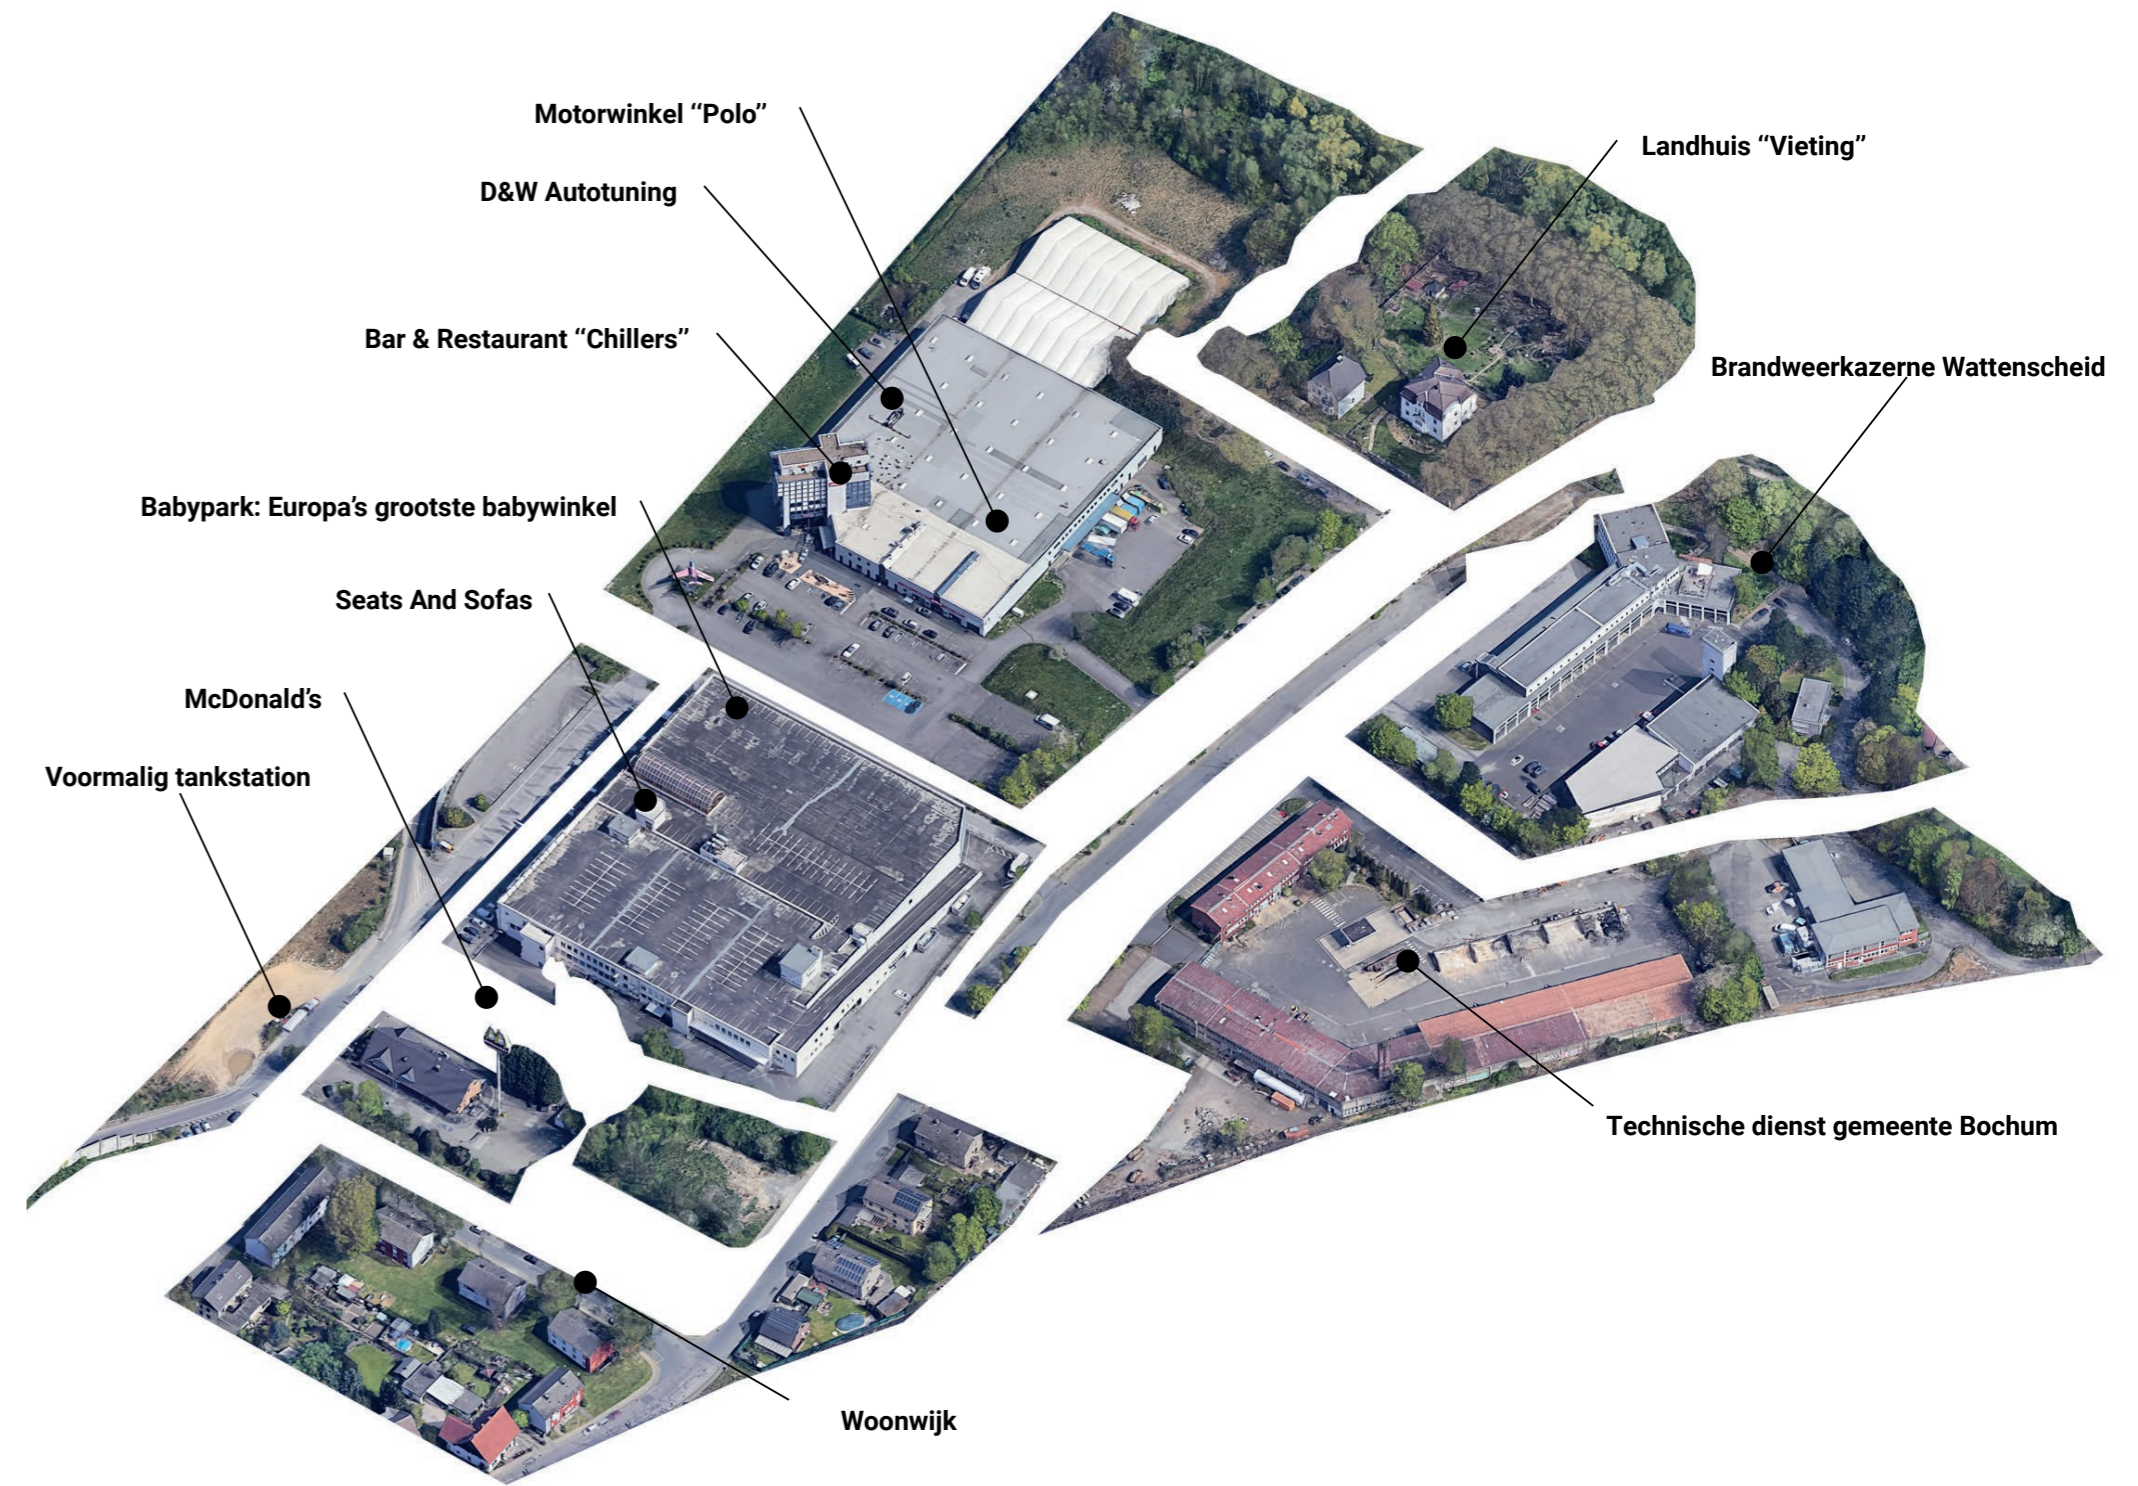 Motorwinkel “Polo”
Landhuis “Vieting”
D&W Autotuning
Bar & Restaurant “Chillers”
Brandweerkazerne Wattenscheid
Babypark: Europa’s grootste babywinkel
Seats And Sofas
McDonald’s
Voormalig tankstation
Technische dienst gemeente Bochum
Woonwijk